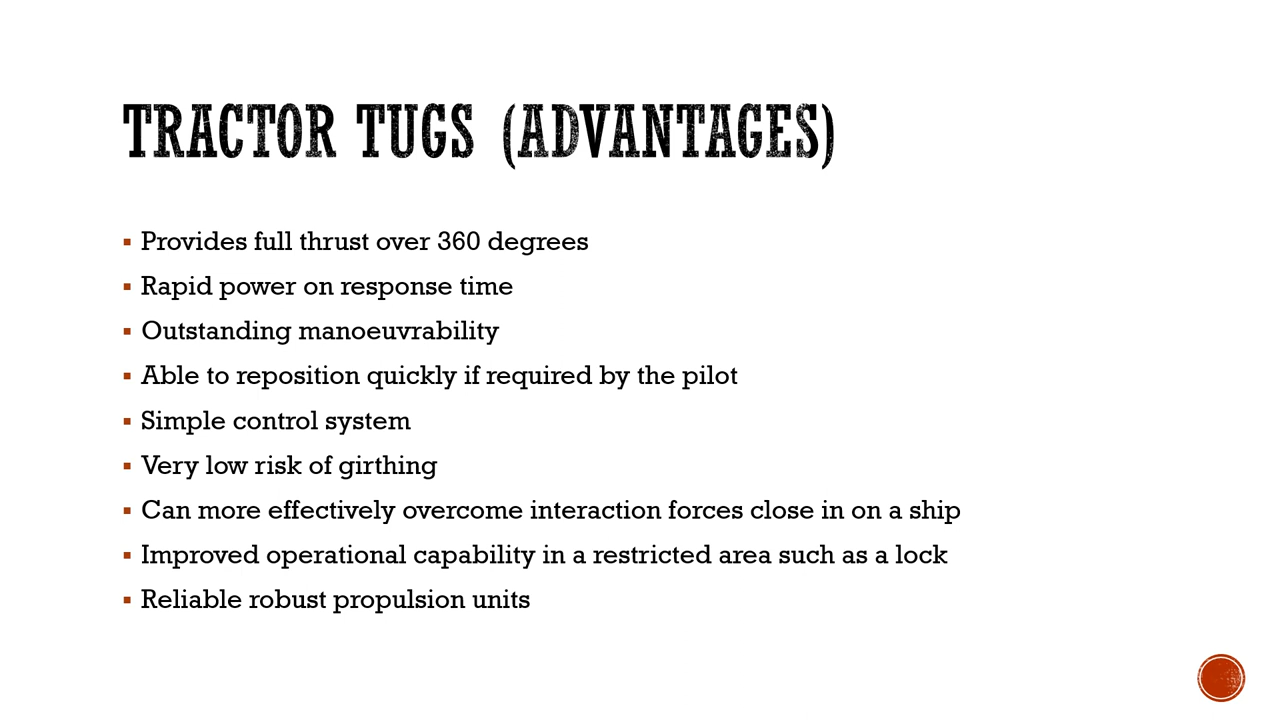 TRACTOR TUGS (ADVANTAGES)
▪ Provides full thrust over 360 degrees
▪ Rapid power on response time
▪ Outstanding manoeuvrability
▪ Able to reposition quickly if required by the pilot
▪ Simple control system
▪ Very low risk of girthing
▪ Can more effectively overcome interaction forces close in on a ship
▪ Improved operational capability in a restricted area such as a lock
▪ Reliable robust propulsion units